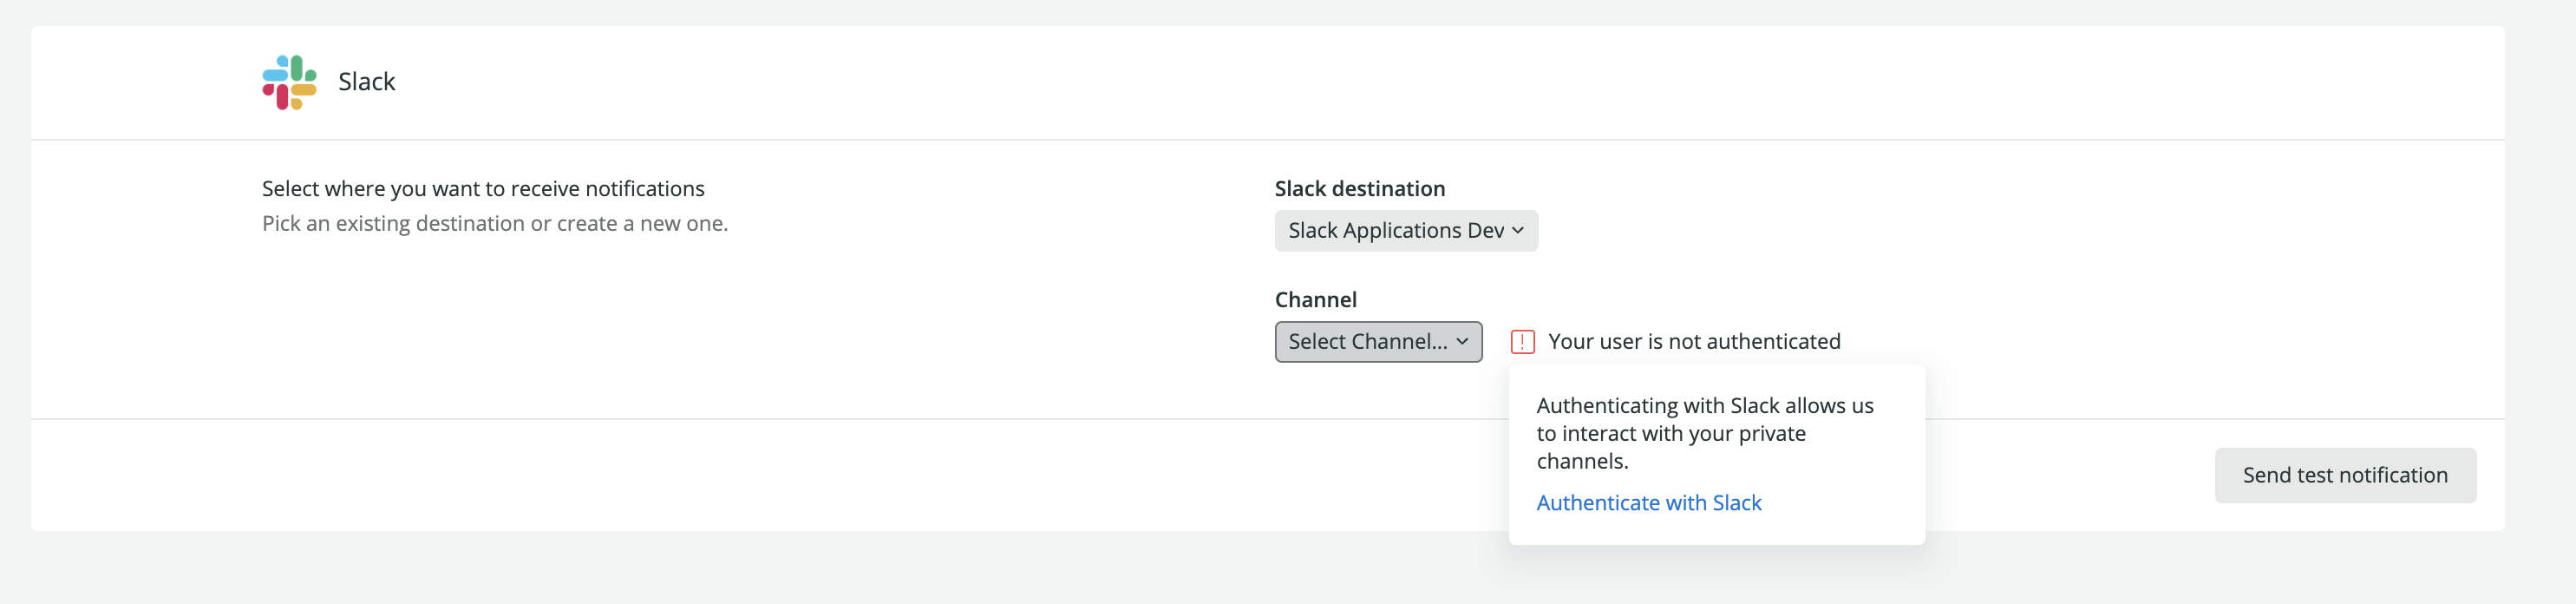 Slack
Select where you want to receive notifications
Pick an existing destination or create a new one.
Slack destination
Slack Applications Dev
Channel
Select Channel...
Your user is not authenticated
Authenticating with Slack allows us
to interact with your private
channels.
Authenticate with Slack
Send test notification